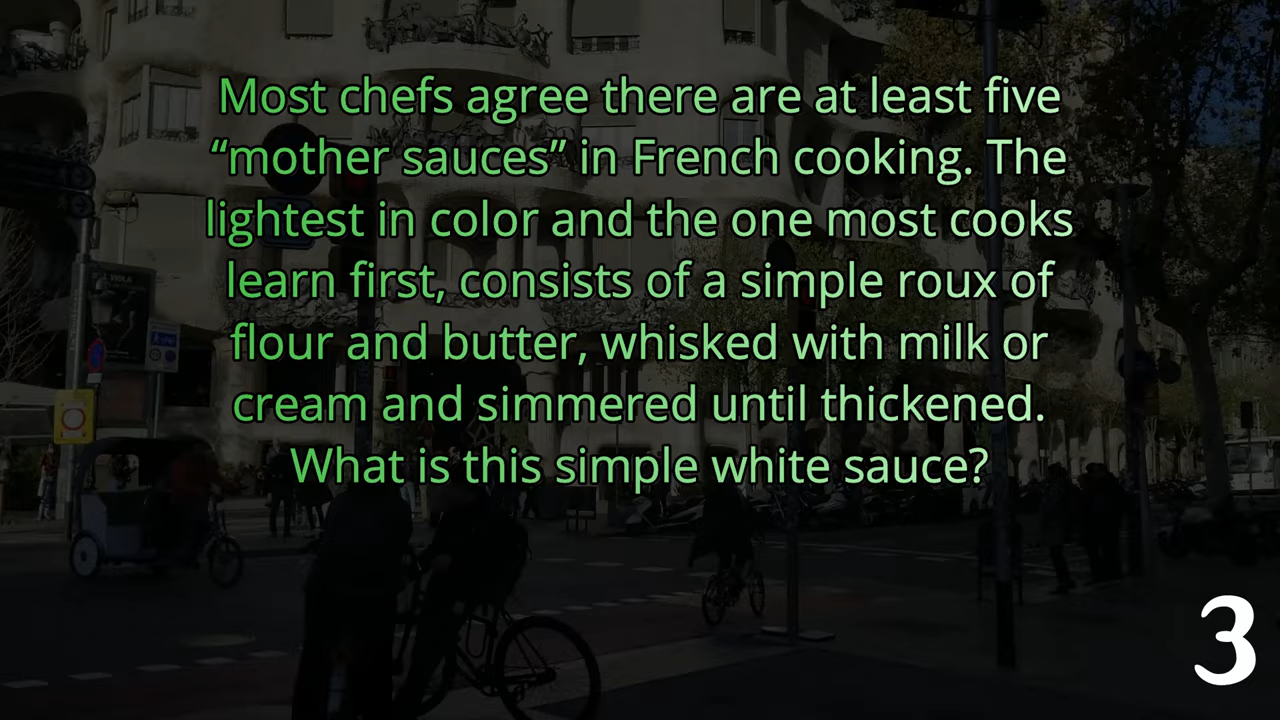 Most chefs agree there are at least five
“mother sauces” in French cooking. The
lightest in color and the one most cooks
learn first, consists of a simple roux of
flour and butter, whisked with milk or
cream and simmered until thickened.
What is this simple white sauce?
3